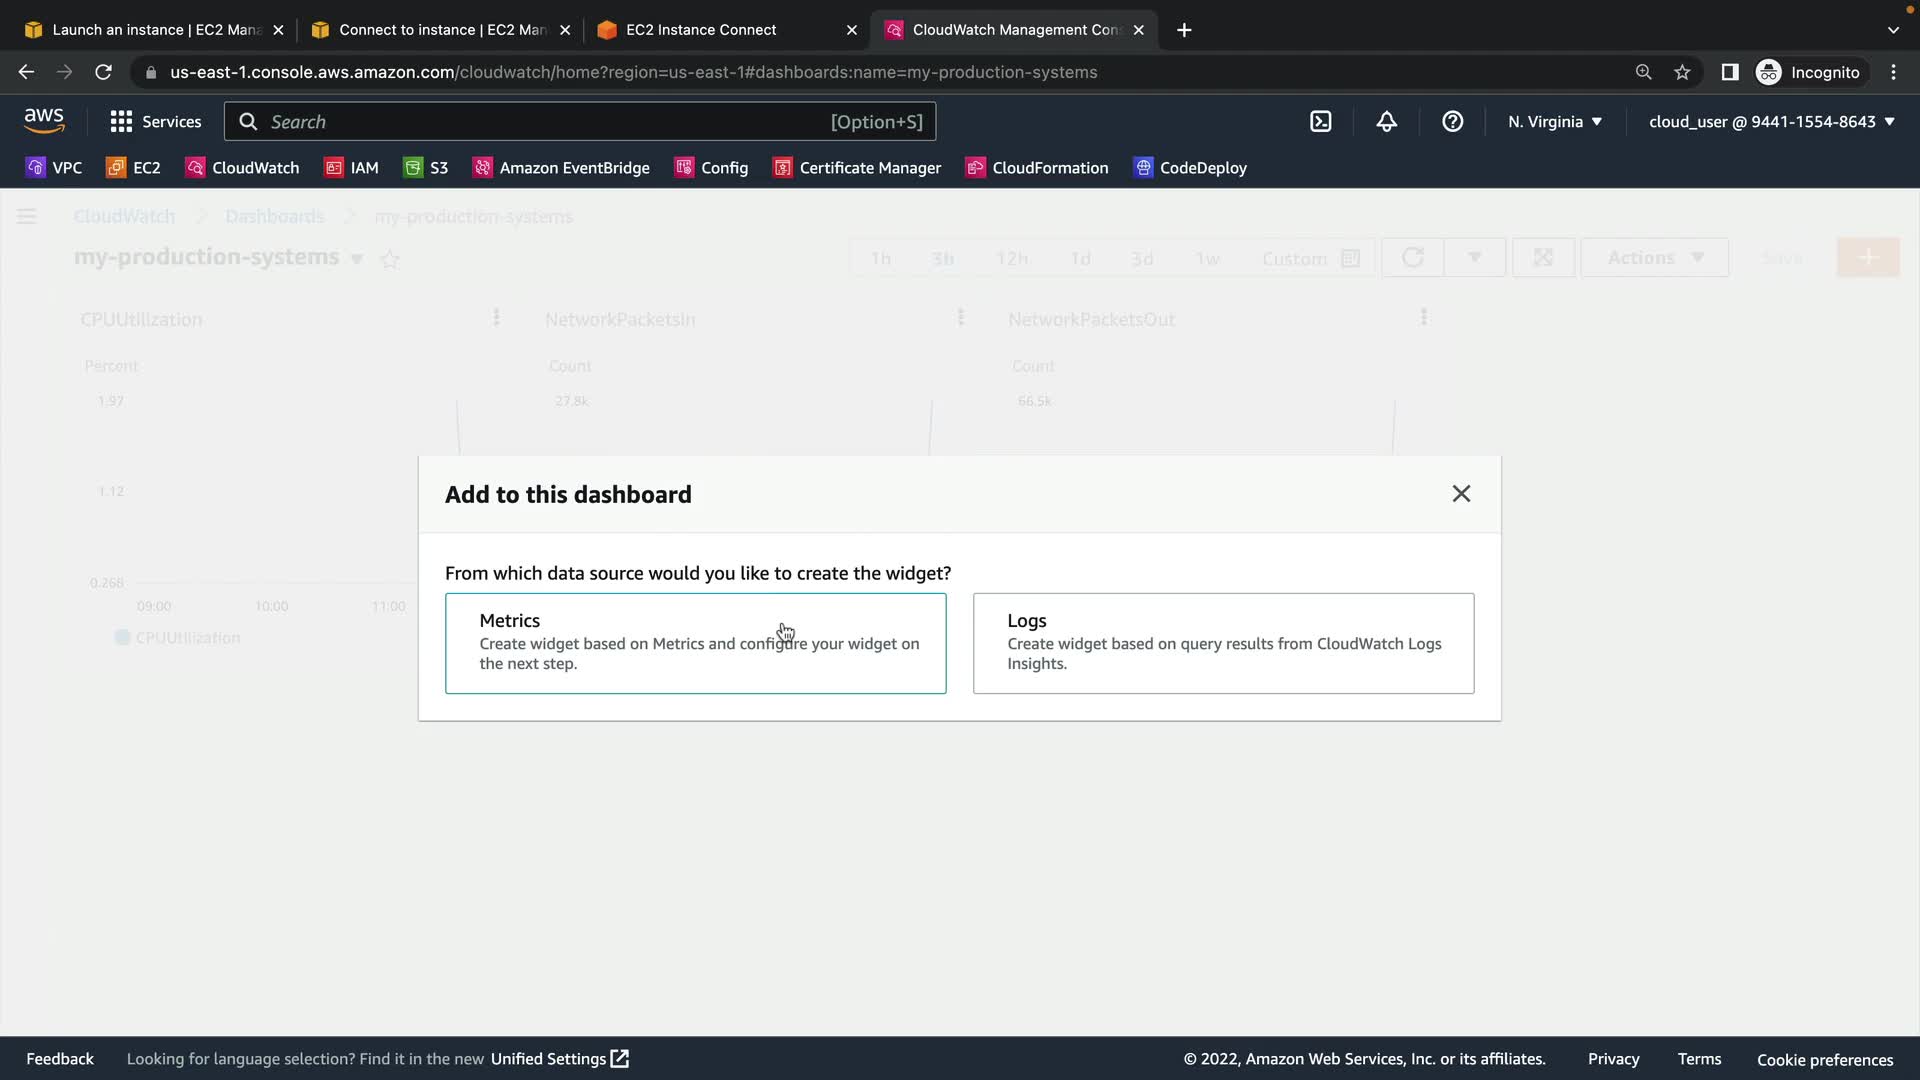 Launch an instance | EC2 Mana
Connect to instance | EC2 Man
EC2 Instance Connect
CloudWatch Management Cons
us-east-1.console.aws.amazon.com/cloudwatch/home?region=us-east-1#dashboards:name=my-production-systems
Incognito
aws
Services
Search
[Option+S]
N. Virginia
cloud_user @ 9441-1554-8643
VPC
EC2
CloudWatch
IAM
S3
Amazon EventBridge
Config
Certificate Manager
CloudFormation
CodeDeploy
CloudWatch
Dashboards
my-production-systems
my-production-systems
1h
3h
12h
1d
3d
1w
Custom
Actions
Save
CPUUtilization
NetworkPacketsIn
NetworkPacketsOut
Percent
Count
Count
1.97
27.8k
66.5k
1.12
0.268
09:00
10:00
11:00
CPUUtilization
Add to this dashboard
From which data source would you like to create the widget?
Metrics
Create widget based on Metrics and configure your widget on
the next step.
Logs
Create widget based on query results from CloudWatch Logs
Insights.
Feedback
Looking for language selection? Find it in the new Unified Settings
© 2022, Amazon Web Services, Inc. or its affiliates.
Privacy
Terms
Cookie preferences